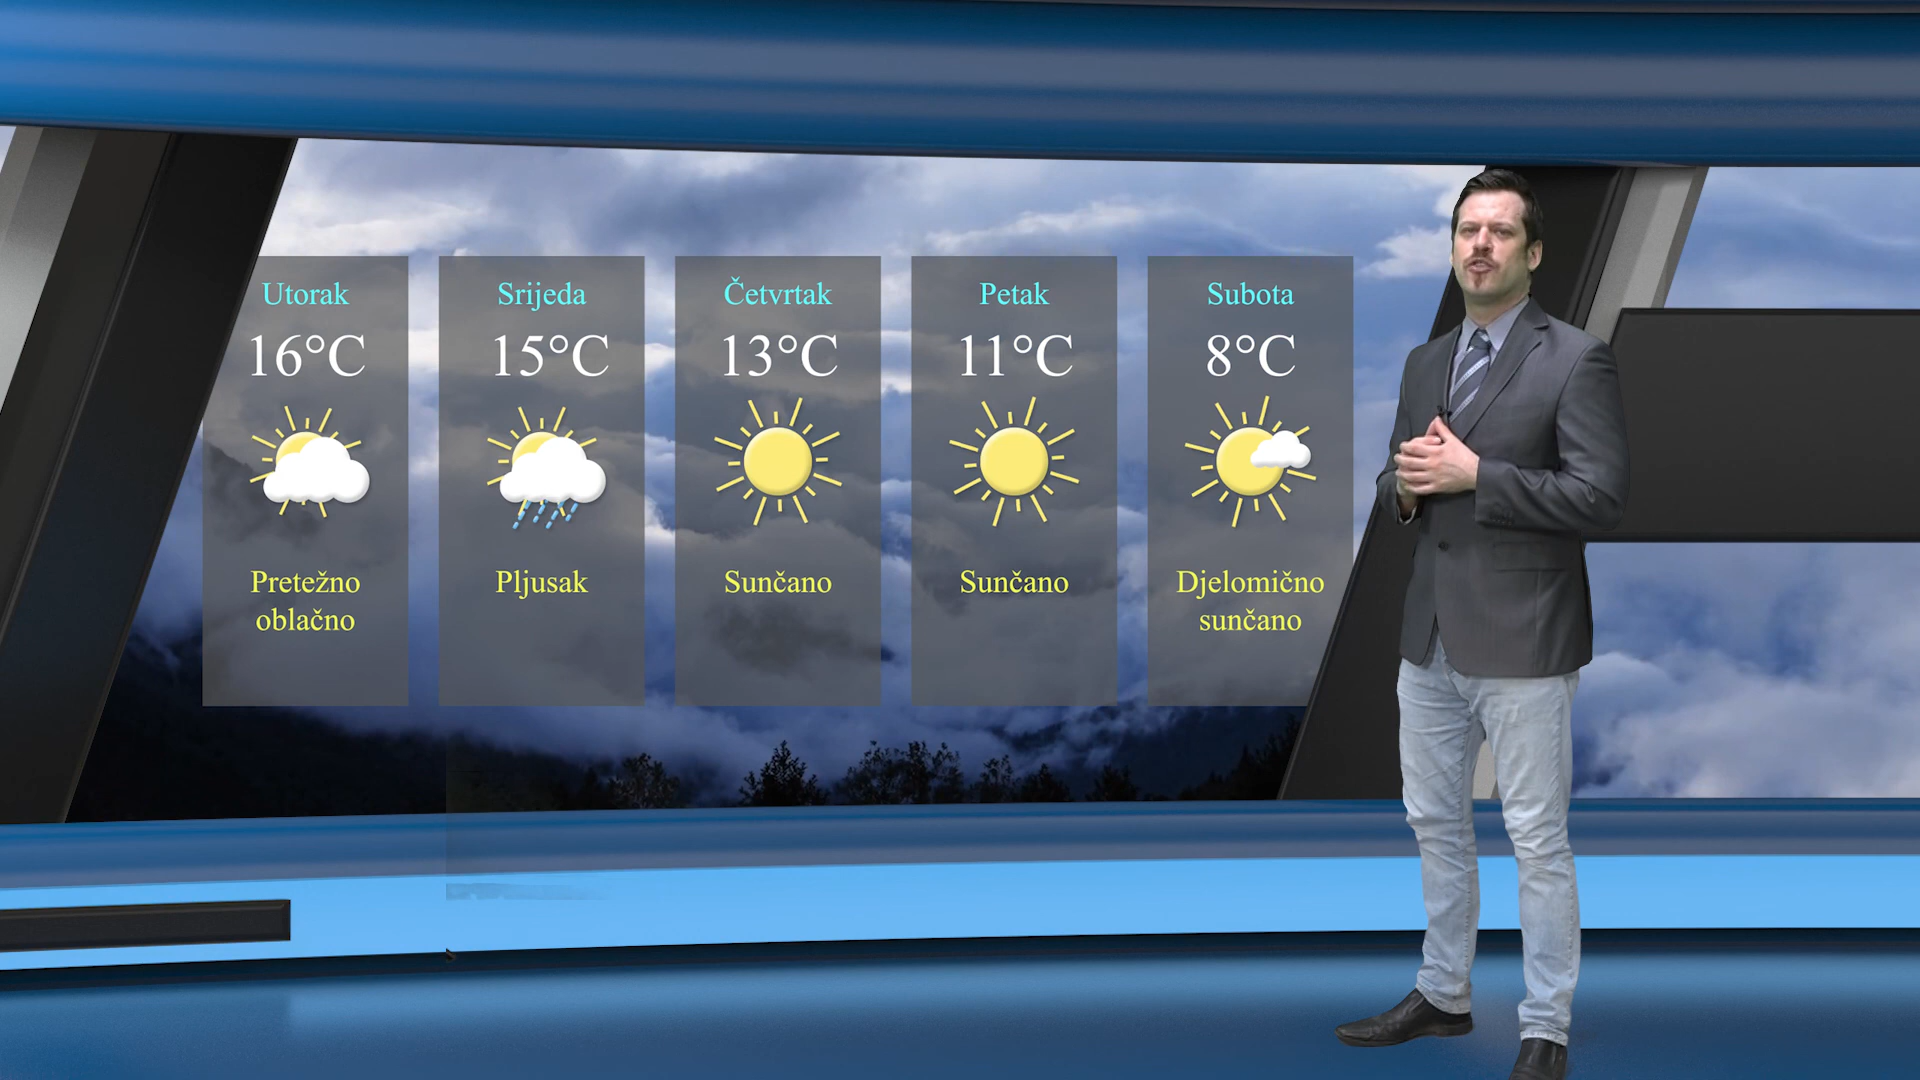 Utorak
16°C
Pretežno
oblačno
Srijeda
15°C
Pljusak
Četvrtak
13°C
Sunčano
Petak
11°C
Sunčano
Subota
8°C
Djelomično
sunčano